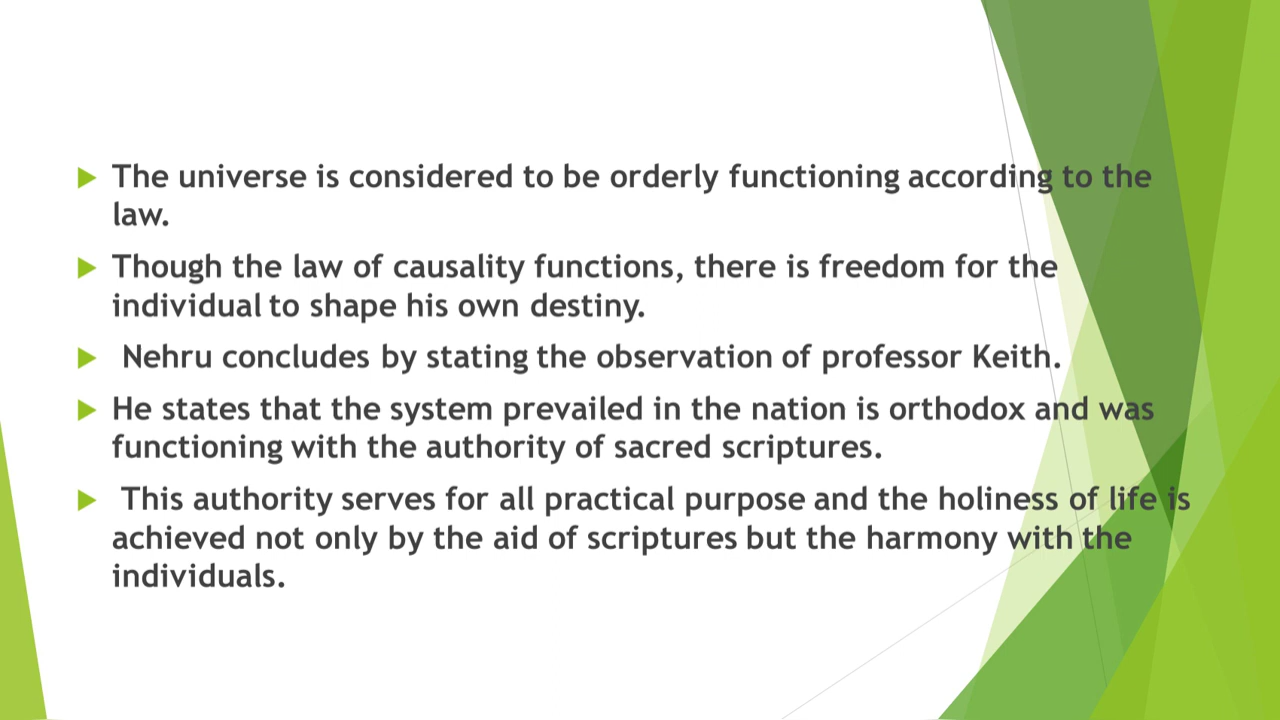 The universe is considered to be orderly functioning according to the
law.
Though the law of causality functions, there is freedom for the
individual to shape his own destiny.
Nehru concludes by stating the observation of professor Keith.
He states that the system prevailed in the nation is orthodox and was
functioning with the authority of sacred scriptures.
This authority serves for all practical purpose and the holiness of life is
achieved not only by the aid of scriptures but the harmony with the
individuals.